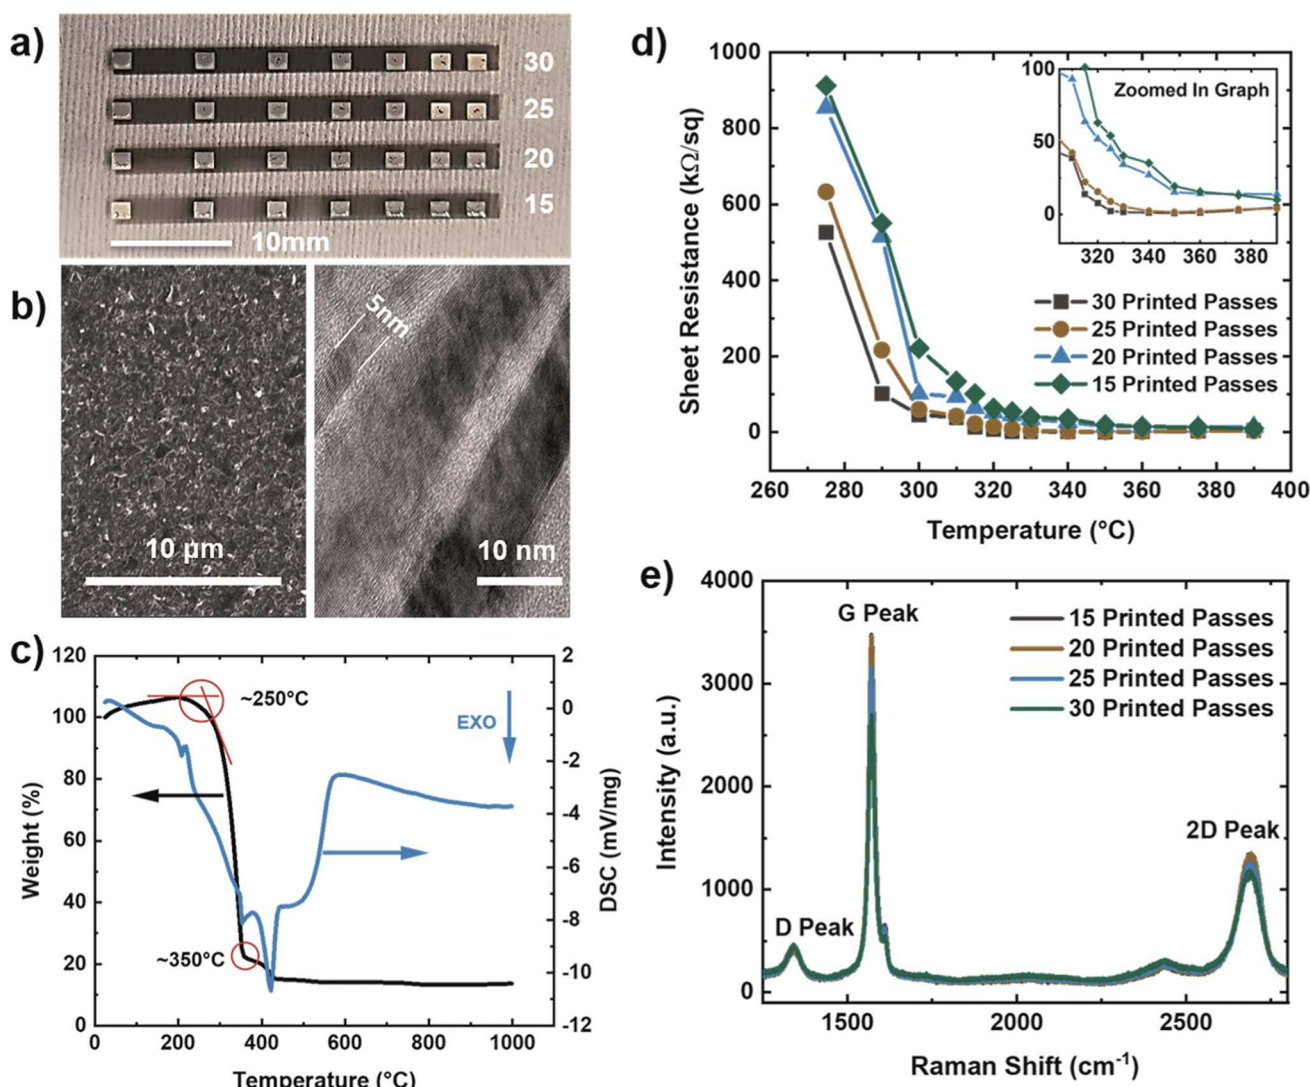 a)
30
25
20
15
10mm
b)
5nm
10 µm
10 nm
c)
120
100
80
60
40
20
0
Weight (%)
~250°C
~350°C
EXO
2
0
-2
-4
-6
-8
-10
-12
DSC (mV/mg)
0 200 400 600 800 1000
Temperature (°C)
d)
1000
800
600
400
200
0
Sheet Resistance (kΩ/sq)
100
50
0
Zoomed In Graph
320 340 360 380
30 Printed Passes
25 Printed Passes
20 Printed Passes
15 Printed Passes
260 280 300 320 340 360 380 400
Temperature (°C)
e)
4000
3000
2000
1000
0
Intensity (a.u.)
G Peak
15 Printed Passes
20 Printed Passes
25 Printed Passes
30 Printed Passes
2D Peak
D Peak
1500 2000 2500
Raman Shift (cm⁻¹)